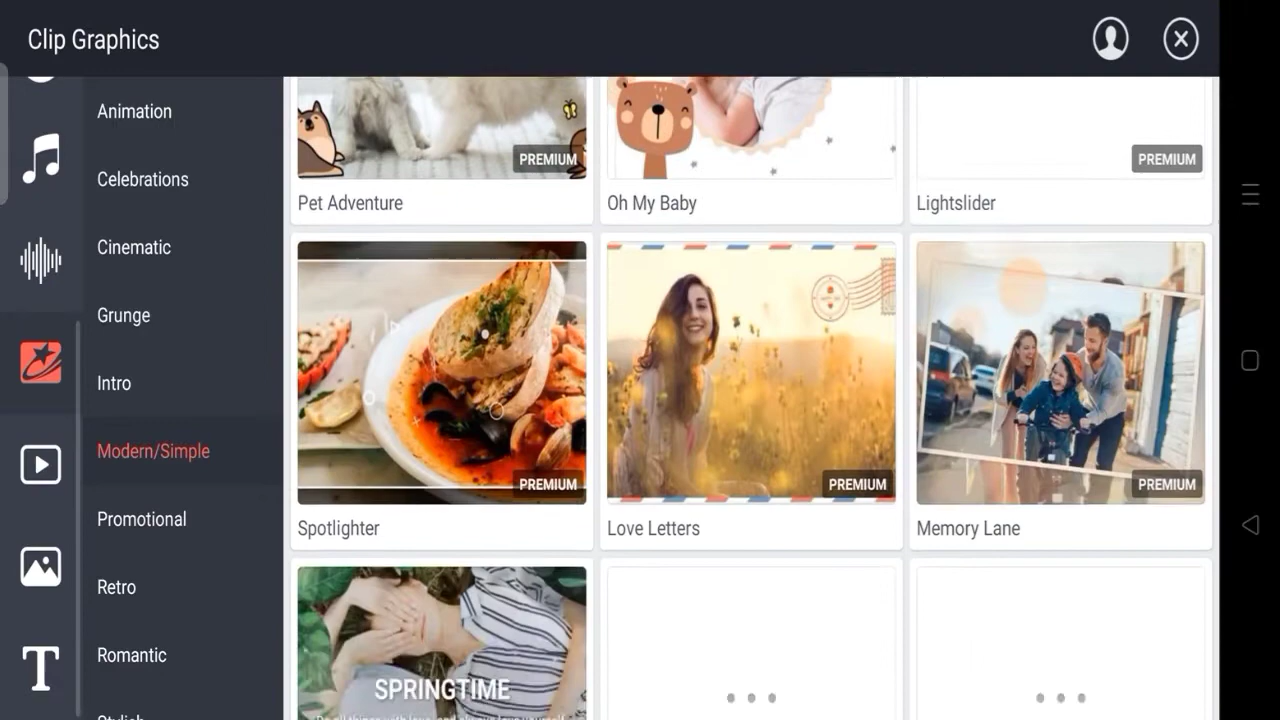 Clip Graphics
Animation
Celebrations
Cinematic
Grunge
Intro
Modern/Simple
Promotional
Retro
Romantic
PREMIUM
PREMIUM
Pet Adventure
Oh My Baby
Lightslider
PREMIUM
PREMIUM
PREMIUM
Spotlighter
Love Letters
Memory Lane
SPRINGTIME
T